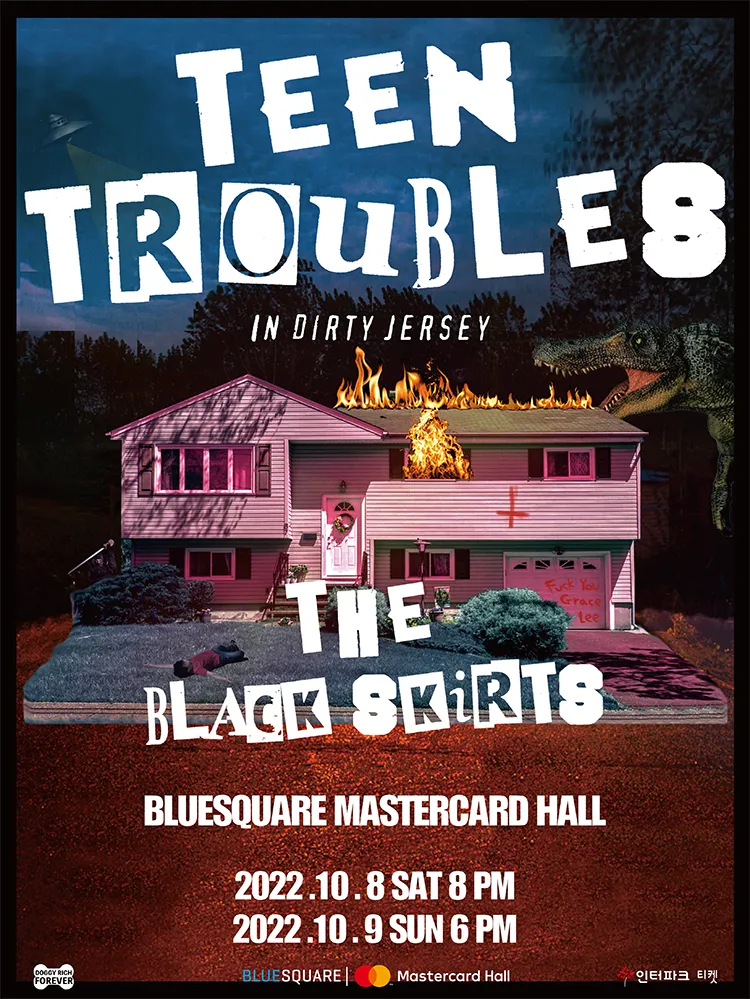 TEEN
TROUBLES
IN DIRTY JERSEY
Fuck You
Grace
Lee
THE
BLACK SKiRTS
BLUESQUARE MASTERCARD HALL
2022.10.8 SAT 8 PM
2022.10.9 SUN 6 PM
DOGGY RICH
FOREVER
BLUESQUARE | Mastercard Hall
인터파크 티켓